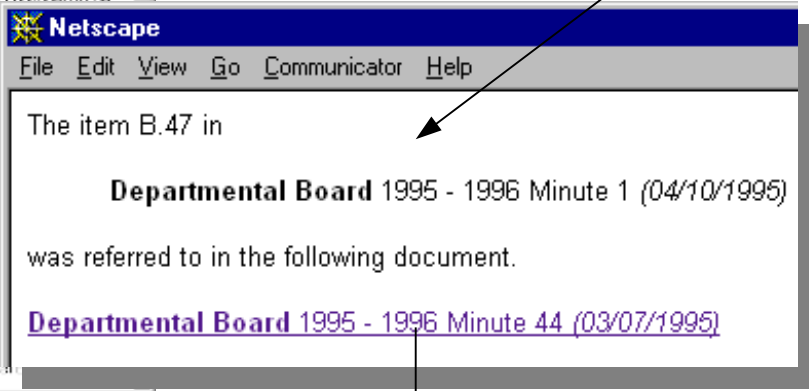 Netscape
File Edit View Go Communicator Help
The item B.47 in
Departmental Board 1995 - 1996 Minute 1 (04/10/1995)
was referred to in the following document.
Departmental Board 1995 - 1996 Minute 44 (03/07/1995)